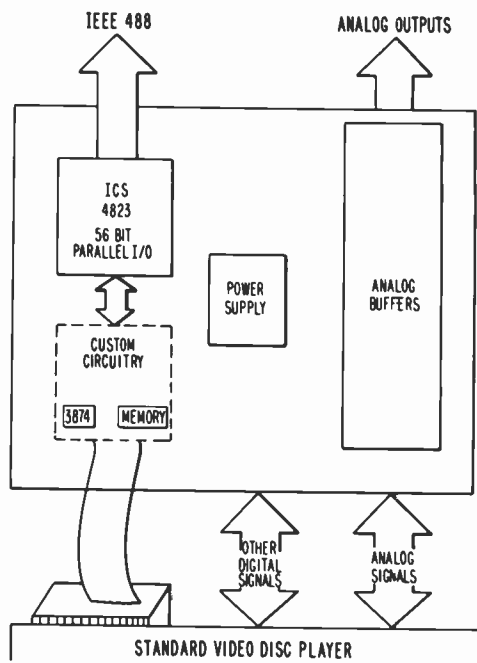 IEEE 488
ANALOG OUTPUTS
ICS
4823
56 BIT
PARALLEL I/O
POWER
SUPPLY
ANALOG
BUFFERS
CUSTOM
CIRCUITRY
3874
MEMORY
OTHER
DIGITAL
SIGNALS
ANALOG
SIGNALS
STANDARD VIDEO DISC PLAYER